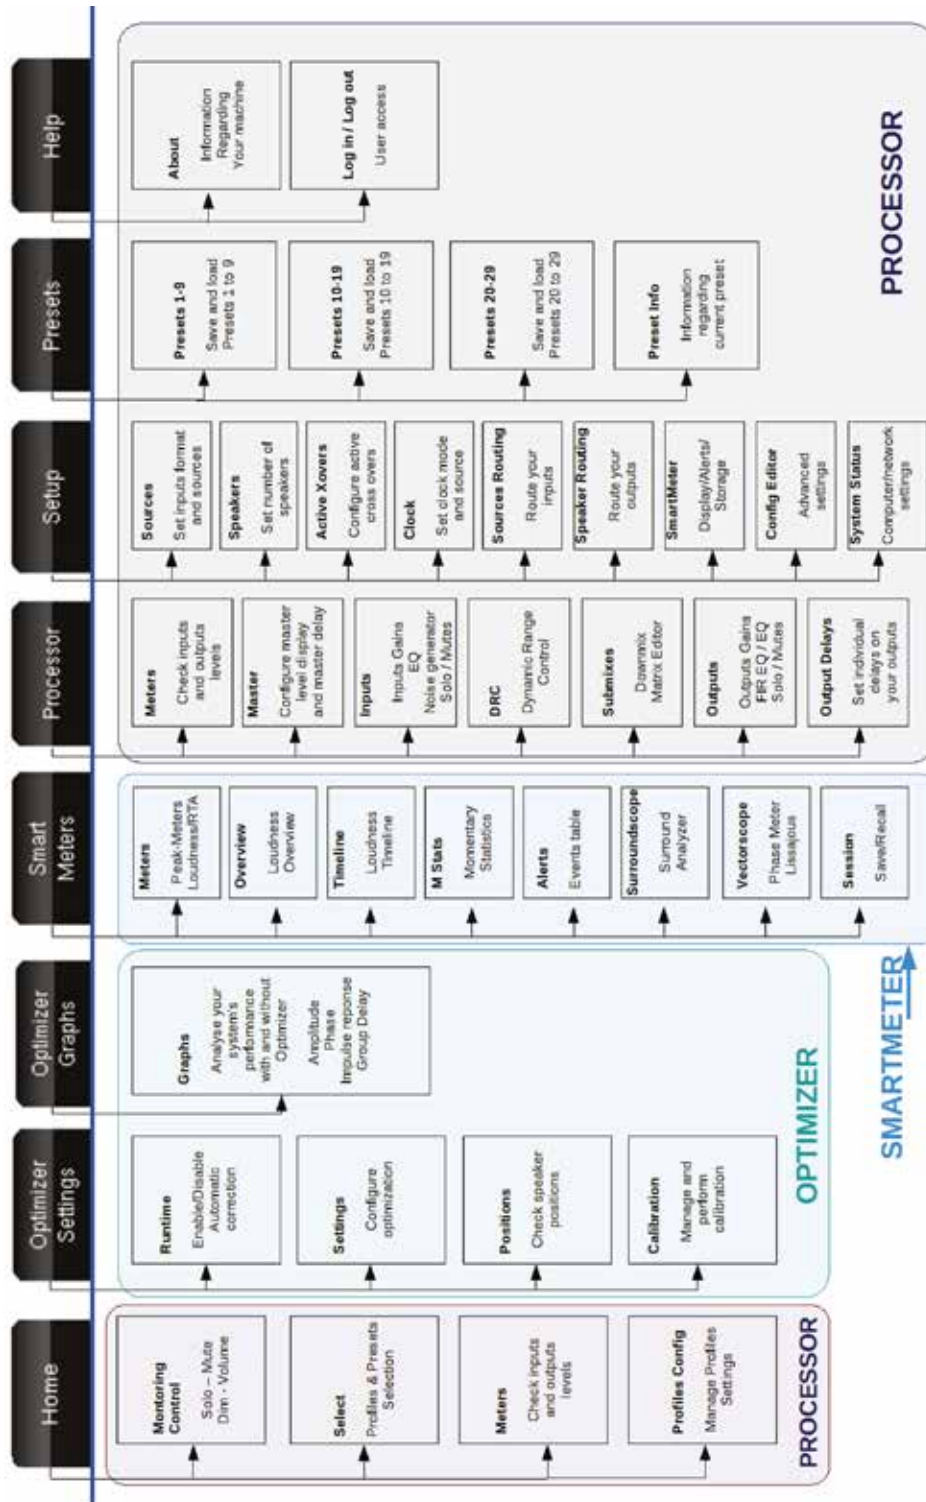 Home
Optimizer
Settings
Optimizer
Graphs
Smart
Meters
Processor
Setup
Presets
Help
Montoring
Control
Solo – Mute
Dim - Volume
Select
Profiles & Presets
Selection
Meters
Check inputs
and outputs
levels
Profiles Config
Manage Profiles
Settings
PROCESSOR
Runtime
Enable/Disable
Automatic
correction
Settings
Configure
optimization
Positions
Check speaker
positions
Calibration
Manage and
perform
calibration
Graphs
Analyse your
system's
performance
with and without
Optimizer
Amplitude
Phase
Impulse reponse
Group Delay
OPTIMIZER
Meters
Peak-Meters
Loudness/RTA
Overview
Loudness
Overview
Timeline
Loudness
Timeline
M Stats
Momentary
Statistics
Alerts
Events table
Surroundscope
Surround
Analyzer
Vectorscope
Phase Meter
Lissajous
Session
Save/Recall
SMARTMETER
Meters
Check inputs
and outputs
levels
Master
Configure master
level display
and master delay
Inputs
Inputs Gains
EQ
Noise generator
Solo / Mutes
DRC
Dynamic Range
Control
Submixes
Downmix
Matrix Editor
Outputs
Outputs Gains
FIR EQ / EQ
Solo / Mutes
Output Delays
Set individual
delays on
your outputs
Sources
Set inputs format
and sources
Speakers
Set number of
speakers
Active Xovers
Configure active
cross overs
Clock
Set clock mode
and source
Sources Routing
Route your
inputs
Speaker Routing
Route your
outputs
SmartMeter
Display/Alerts/
Storage
Config Editor
Advanced
settings
System Status
Computer/network
settings
Presets 1-9
Save and load
Presets 1 to 9
Presets 10-19
Save and load
Presets 10 to 19
Presets 20-29
Save and load
Presets 20 to 29
Preset Info
Information
regarding
current preset
About
Information
Regarding
Your machine
Log in / Log out
User access
PROCESSOR